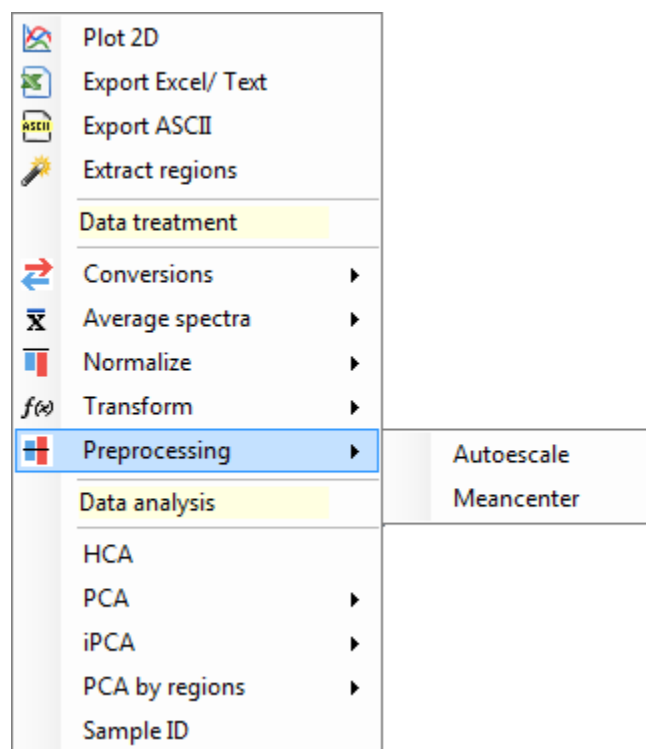 Plot 2D
Export Excel/ Text
ASCII
Export ASCII
Extract regions
Data treatment
Conversions
x Average spectra
Normalize
f(x) Transform
Preprocessing
Autoescale
Meancenter
Data analysis
HCA
PCA
iPCA
PCA by regions
Sample ID